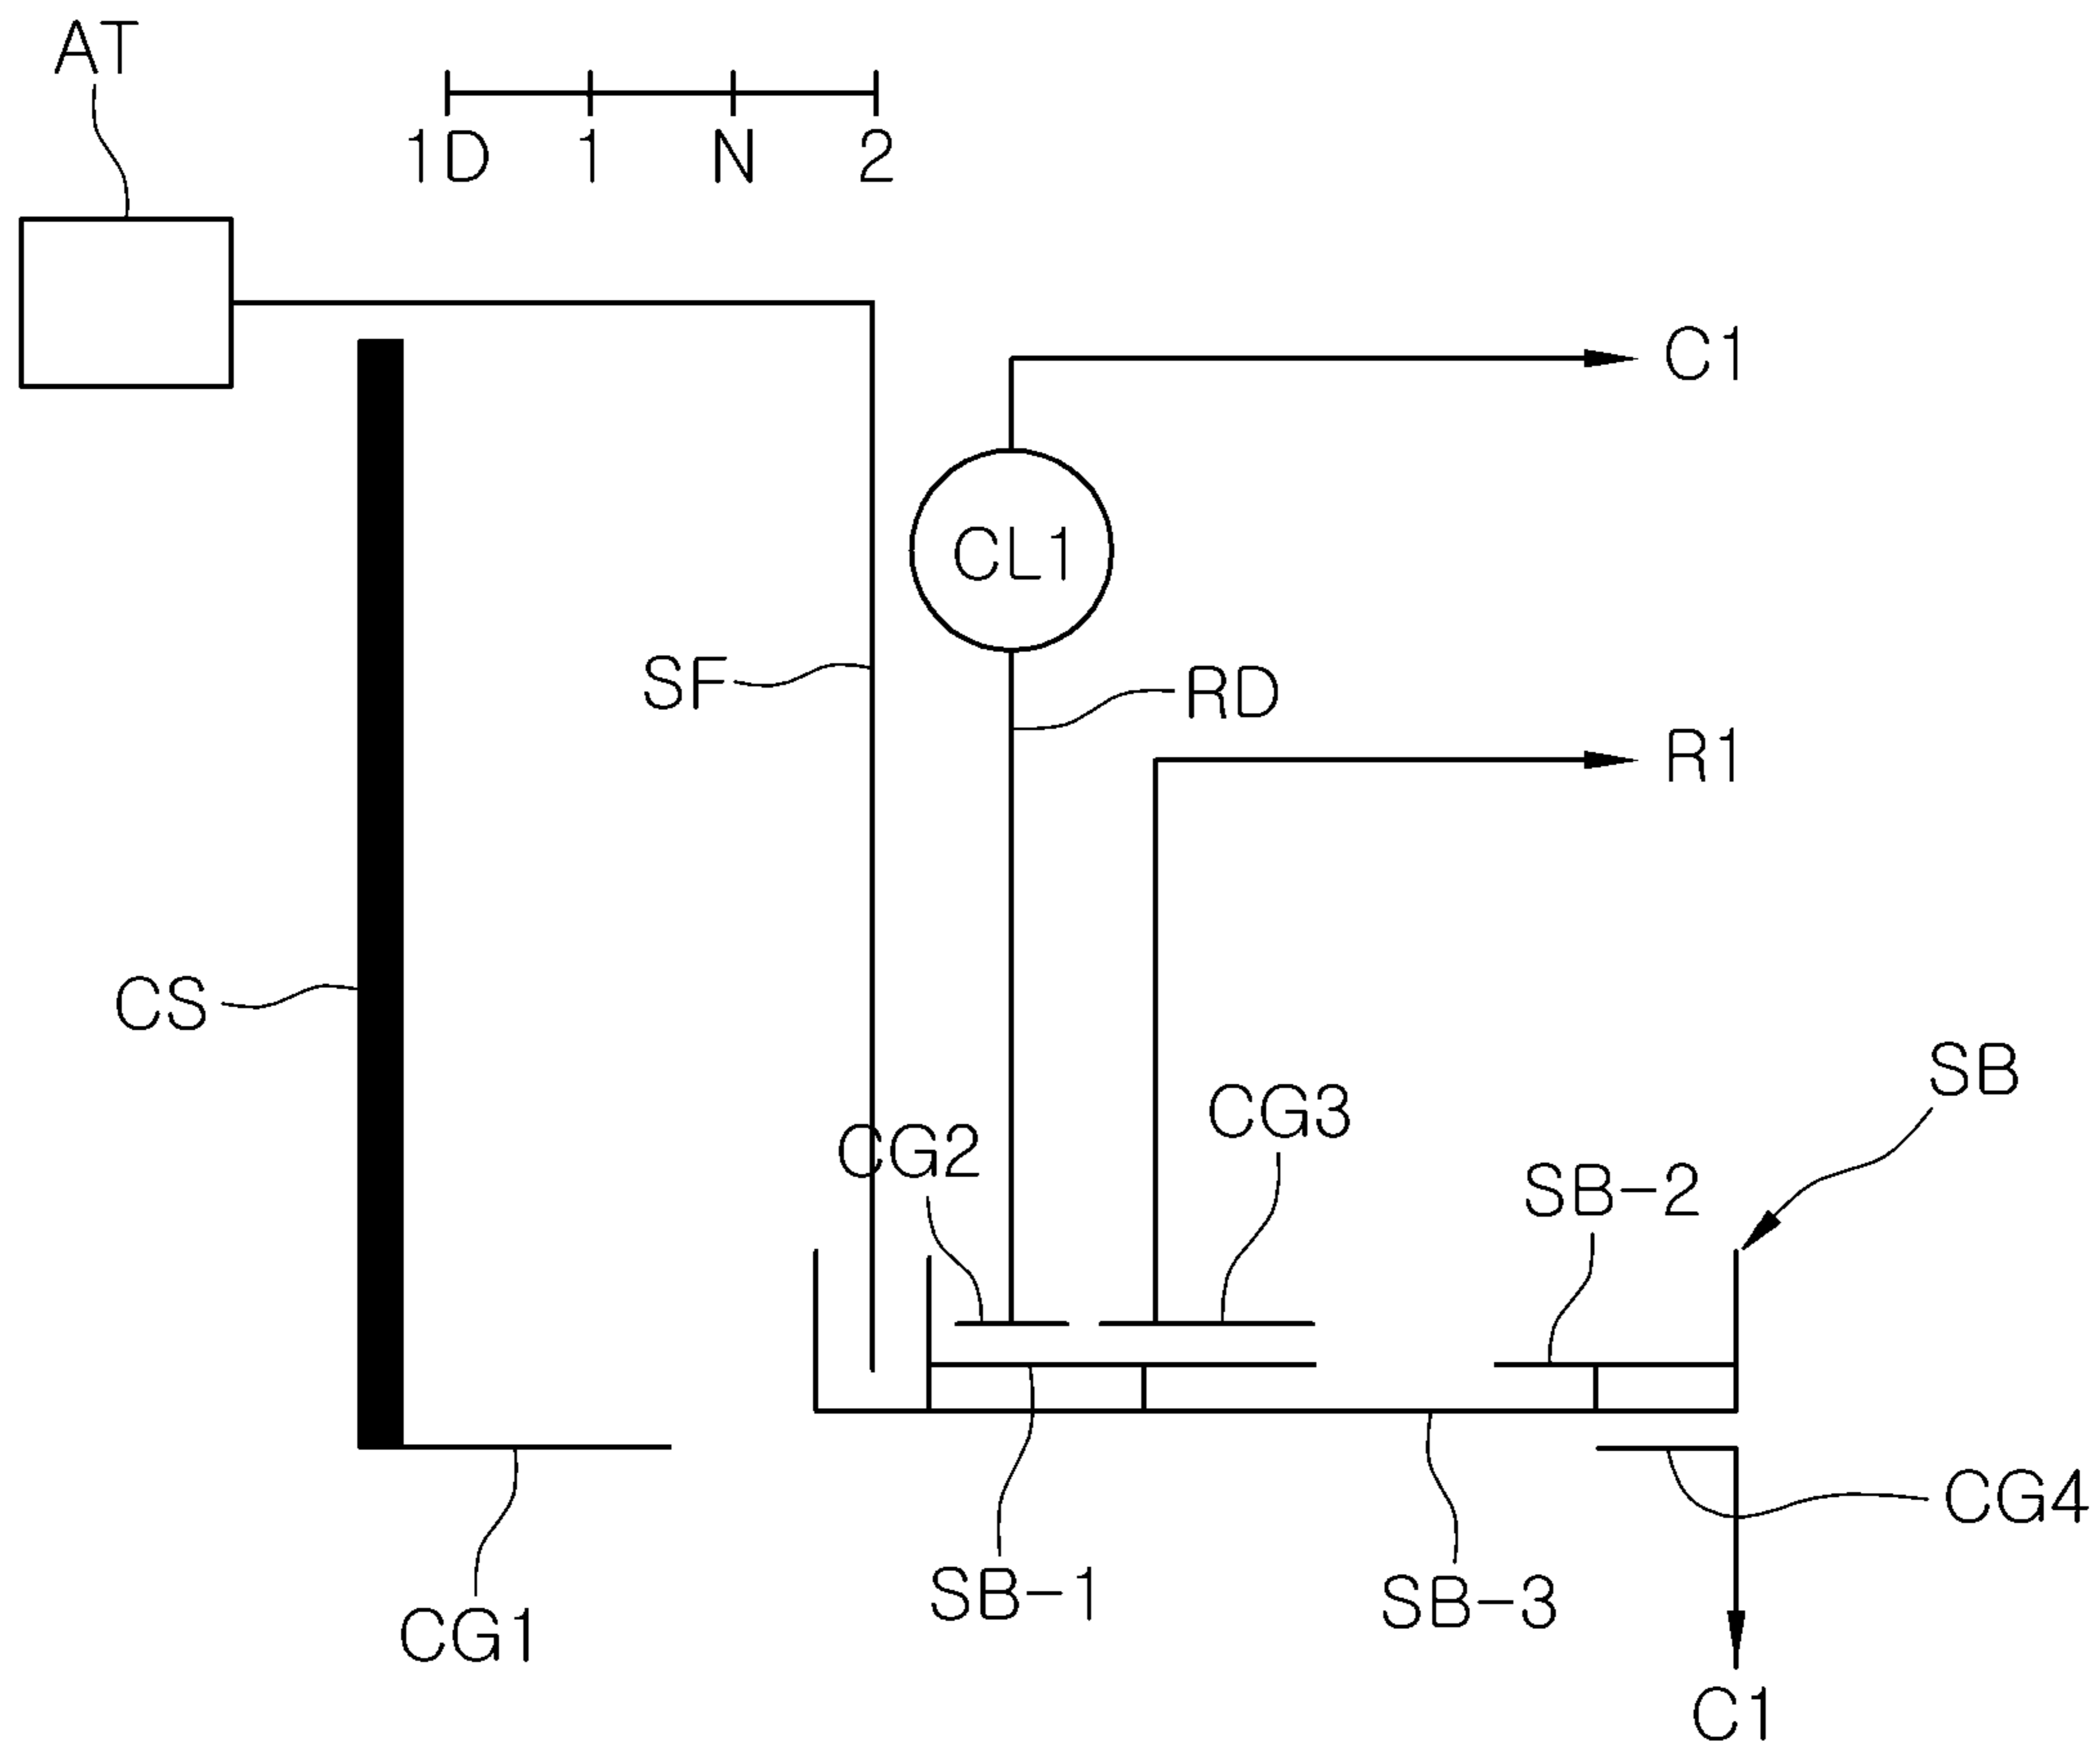 AT
1D 1 N 2
C1
CL1
SF
RD
R1
CS
SB
CG3
CG2
SB-2
CG4
SB-1
SB-3
CG1
C1